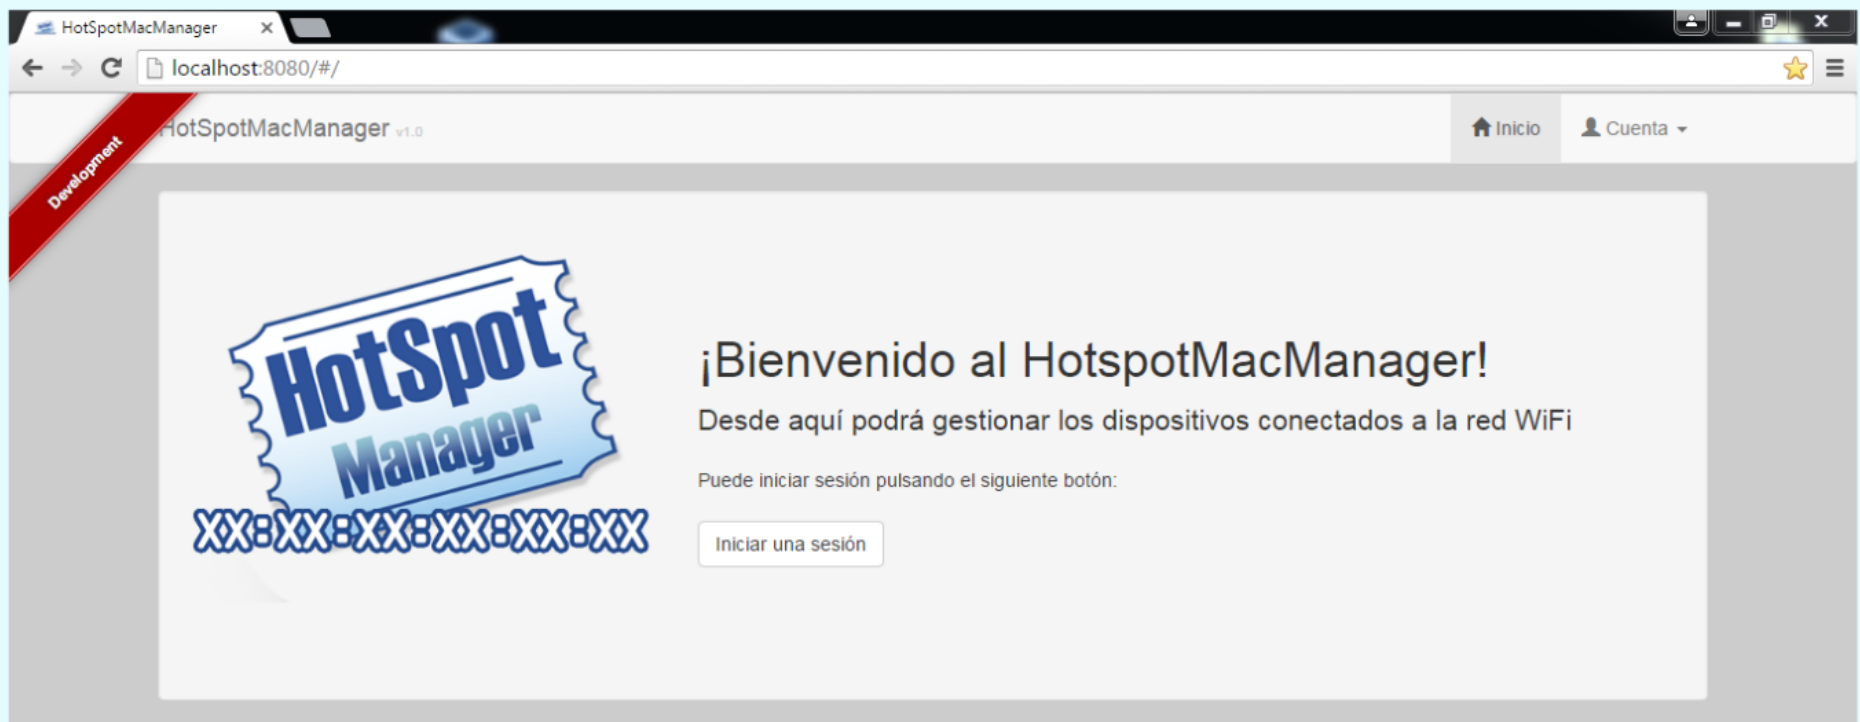 HotSpotMacManager
localhost:8080/#/
Development
HotSpotMacManager v1.0
Inicio
Cuenta
HotSpot
Manager
XX:XX:XX:XX:XX:XX
¡Bienvenido al HotspotMacManager!
Desde aquí podrá gestionar los dispositivos conectados a la red WiFi
Puede iniciar sesión pulsando el siguiente botón:
Iniciar una sesión